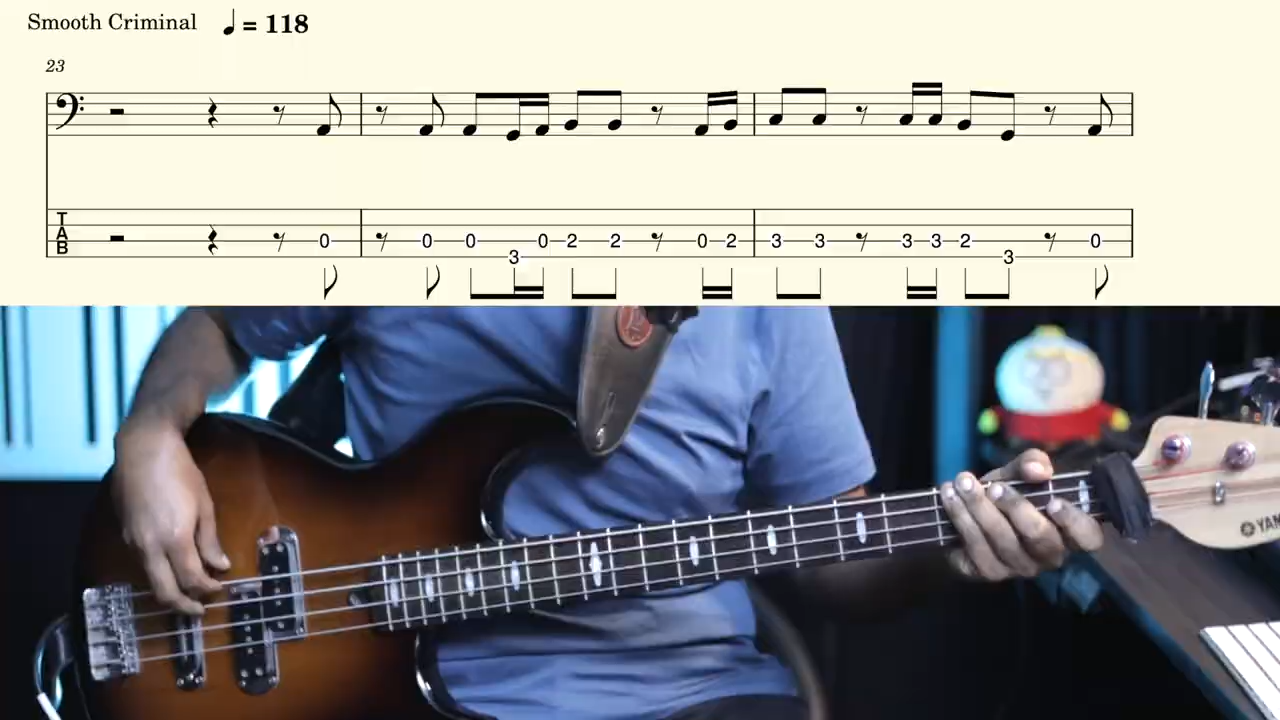 Smooth Criminal ♩ = 118
23
T
A
B
0 0 0 3 0 2 2 0 2 3 3 3 3 2 3 0
YAM